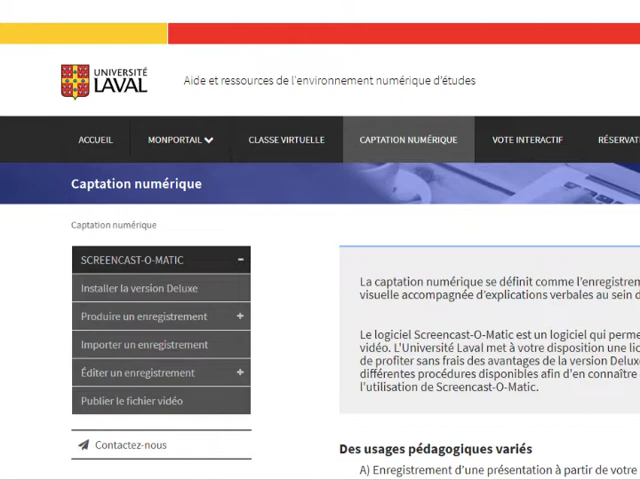 UNIVERSITÉ
LAVAL
Aide et ressources de l'environnement numérique d'études
ACCUEIL
MONPORTAIL
CLASSE VIRTUELLE
CAPTATION NUMÉRIQUE
VOTE INTERACTIF
RÉSERVAT
Captation numérique
Captation numérique
SCREENCAST-O-MATIC
Installer la version Deluxe
Produire un enregistrement
Importer un enregistrement
Éditer un enregistrement
Publier le fichier vidéo
Contactez-nous
La captation numérique se définit comme l'enregistrem
visuelle accompagnée d'explications verbales au sein d
Le logiciel Screencast-O-Matic est un logiciel qui perme
vidéo. L'Université Laval met à votre disposition une lic
de profiter sans frais des avantages de la version Deluxe
différentes procédures disponibles afin d'en connaître
l'utilisation de Screencast-O-Matic.
Des usages pédagogiques variés
A) Enregistrement d'une présentation à partir de votre